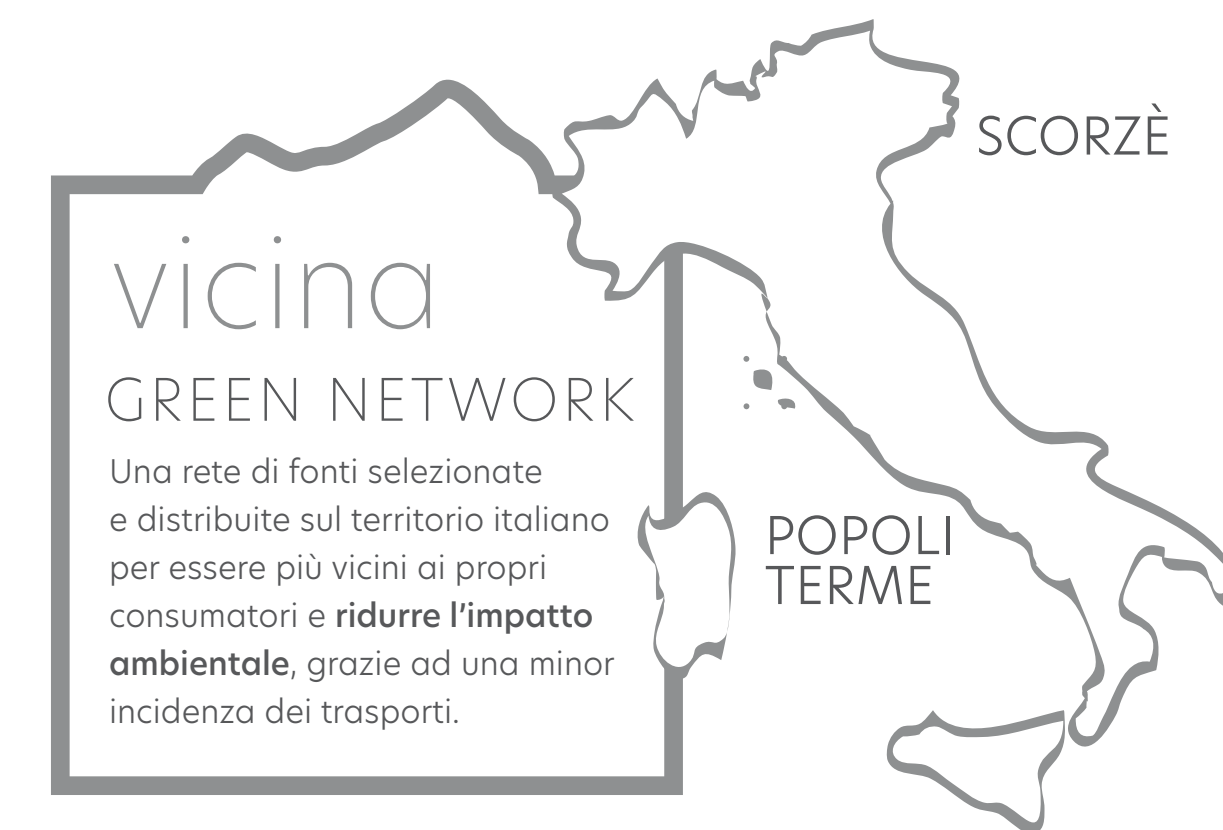 vicina
GREEN NETWORK
Una rete di fonti selezionate
e distribuite sul territorio italiano
per essere più vicini ai propri
consumatori e ridurre l’impatto
ambientale, grazie ad una minor
incidenza dei trasporti.
SCORZÈ
POPOLI
TERME